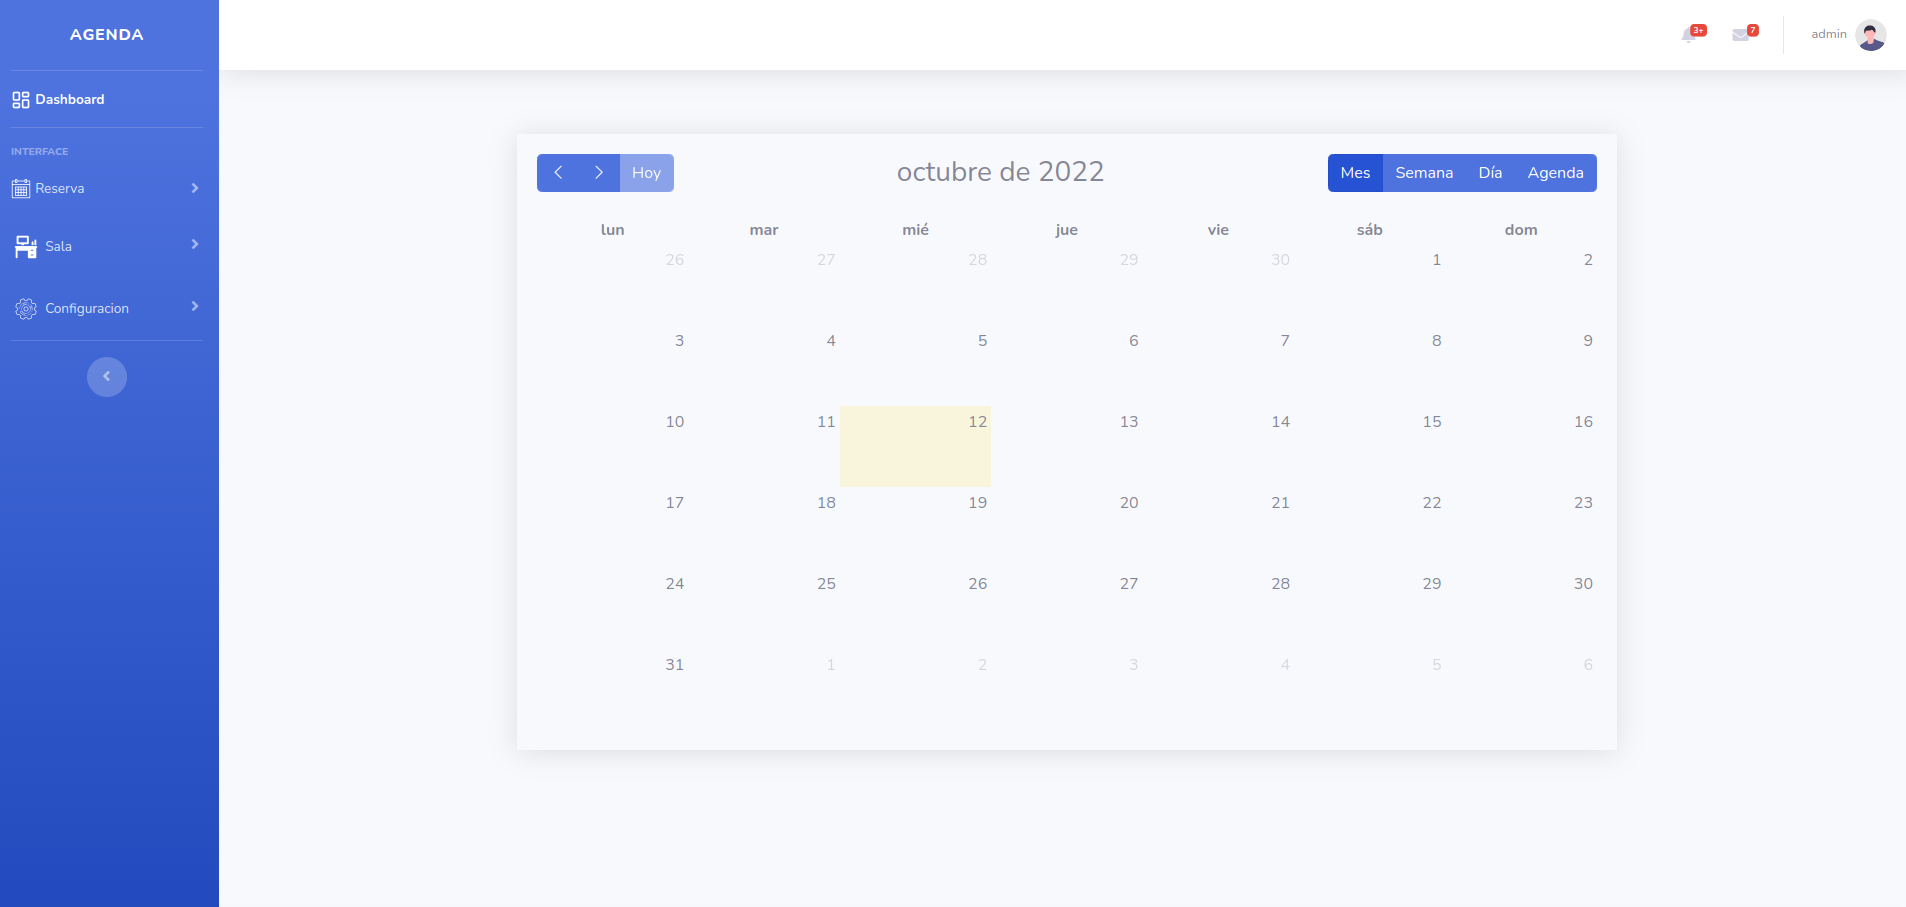 AGENDA
3+ 7 admin
Dashboard
INTERFACE
Reserva
Sala
Configuracion
Hoy octubre de 2022 Mes Semana Día Agenda
lun mar mié jue vie sáb dom
26 27 28 29 30 1 2
3 4 5 6 7 8 9
10 11 12 13 14 15 16
17 18 19 20 21 22 23
24 25 26 27 28 29 30
31 1 2 3 4 5 6